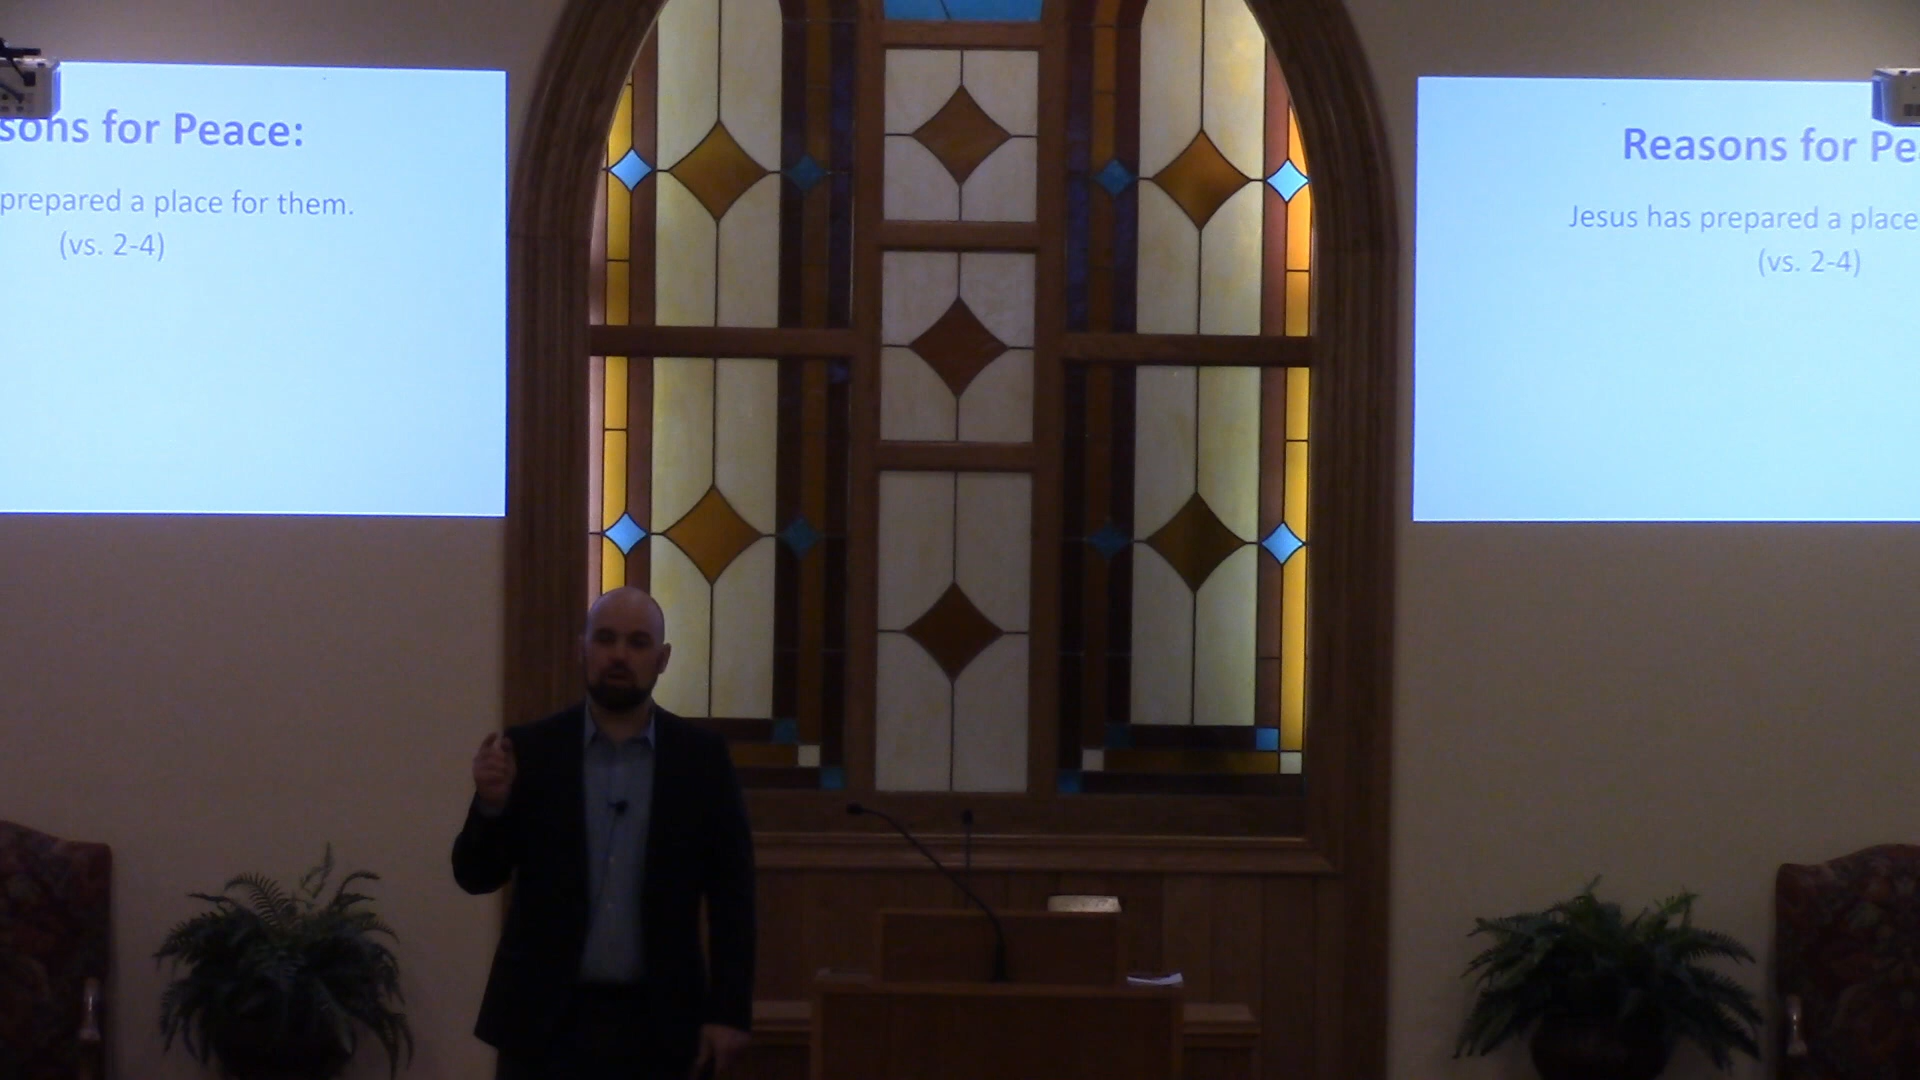 sons for Peace:
prepared a place for them.
(vs. 2-4)
Reasons for Pe
Jesus has prepared a place
(vs. 2-4)